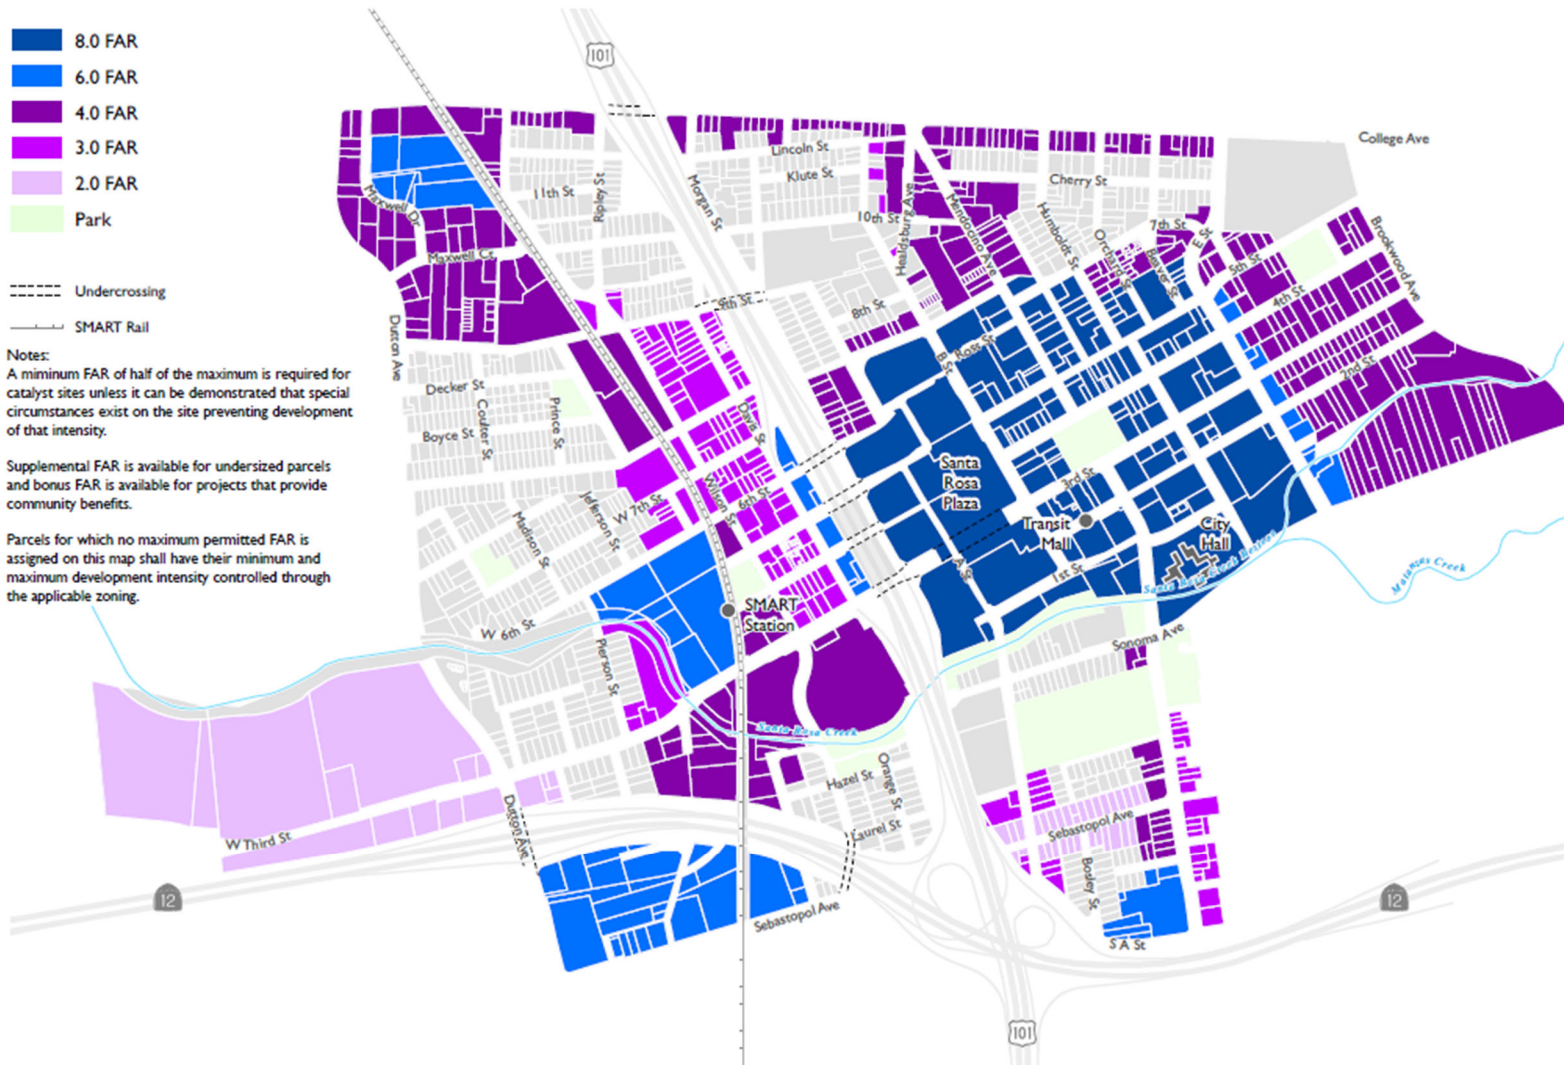 8.0 FAR
6.0 FAR
4.0 FAR
3.0 FAR
2.0 FAR
Park
Undercrossing
SMART Rail
Notes:
A miminum FAR of half of the maximum is required for
catalyst sites unless it can be demonstrated that special
circumstances exist on the site preventing development
of that intensity.
Supplemental FAR is available for undersized parcels
and bonus FAR is available for projects that provide
community benefits.
Parcels for which no maximum permitted FAR is
assigned on this map shall have their minimum and
maximum development intensity controlled through
the applicable zoning.
101
College Ave
Lincoln St
Klute St
Cherry St
11th St
Ripley St
Morgan St
10th St
Healdsburg Ave
Mendocino Ave
Humboldt St
Orchard St
7th St
Beaver St
E St
5th St
4th St
Brookwood Ave
Maxwell Dr
Maxwell Ct
9th St
8th St
B St
Ross St
2nd St
Dutton Ave
Decker St
Coulter St
Prince St
Boyce St
Davis St
Wilson St
6th St
Jefferson St
W 7th St
Madison St
Santa
Rosa
Plaza
3rd St
Transit
Mall
City
Hall
A St
1st St
Santa Rosa Creek
Matanzas Creek
SMART
Station
W 6th St
Pierson St
Sonoma Ave
Santa Rosa Creek
Hazel St
Orange St
Laurel St
W Third St
Dutton Ave
Sebastopol Ave
Sebastopol Ave
Bosley St
S A St
12
12
101